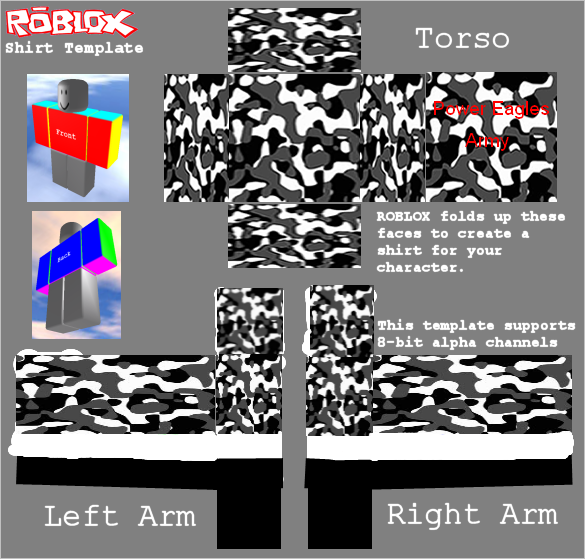 ROBLOX
Shirt Template
Torso
Front
Power Eagles
Army
Back
ROBLOX folds up these
faces to create a
shirt for your
character.
This template supports
8-bit alpha channels
Left Arm
Right Arm